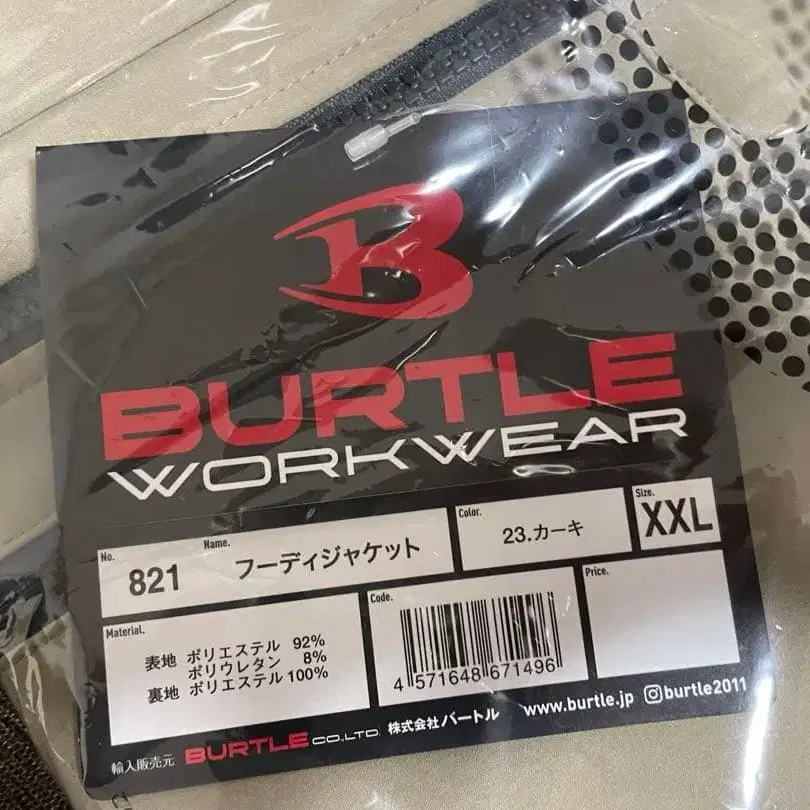 B
BURTLE
WORKWEAR
No. 821 Name. フーディジャケット Color. 23.カーキ Size. XXL
Material.
表地 ポリエステル 92%
ポリウレタン 8%
裏地 ポリエステル 100%
Code.
4 571648 671496
Price.
輸入販売元 BURTLE CO.,LTD. 株式会社バートル www.burtle.jp burtle2011